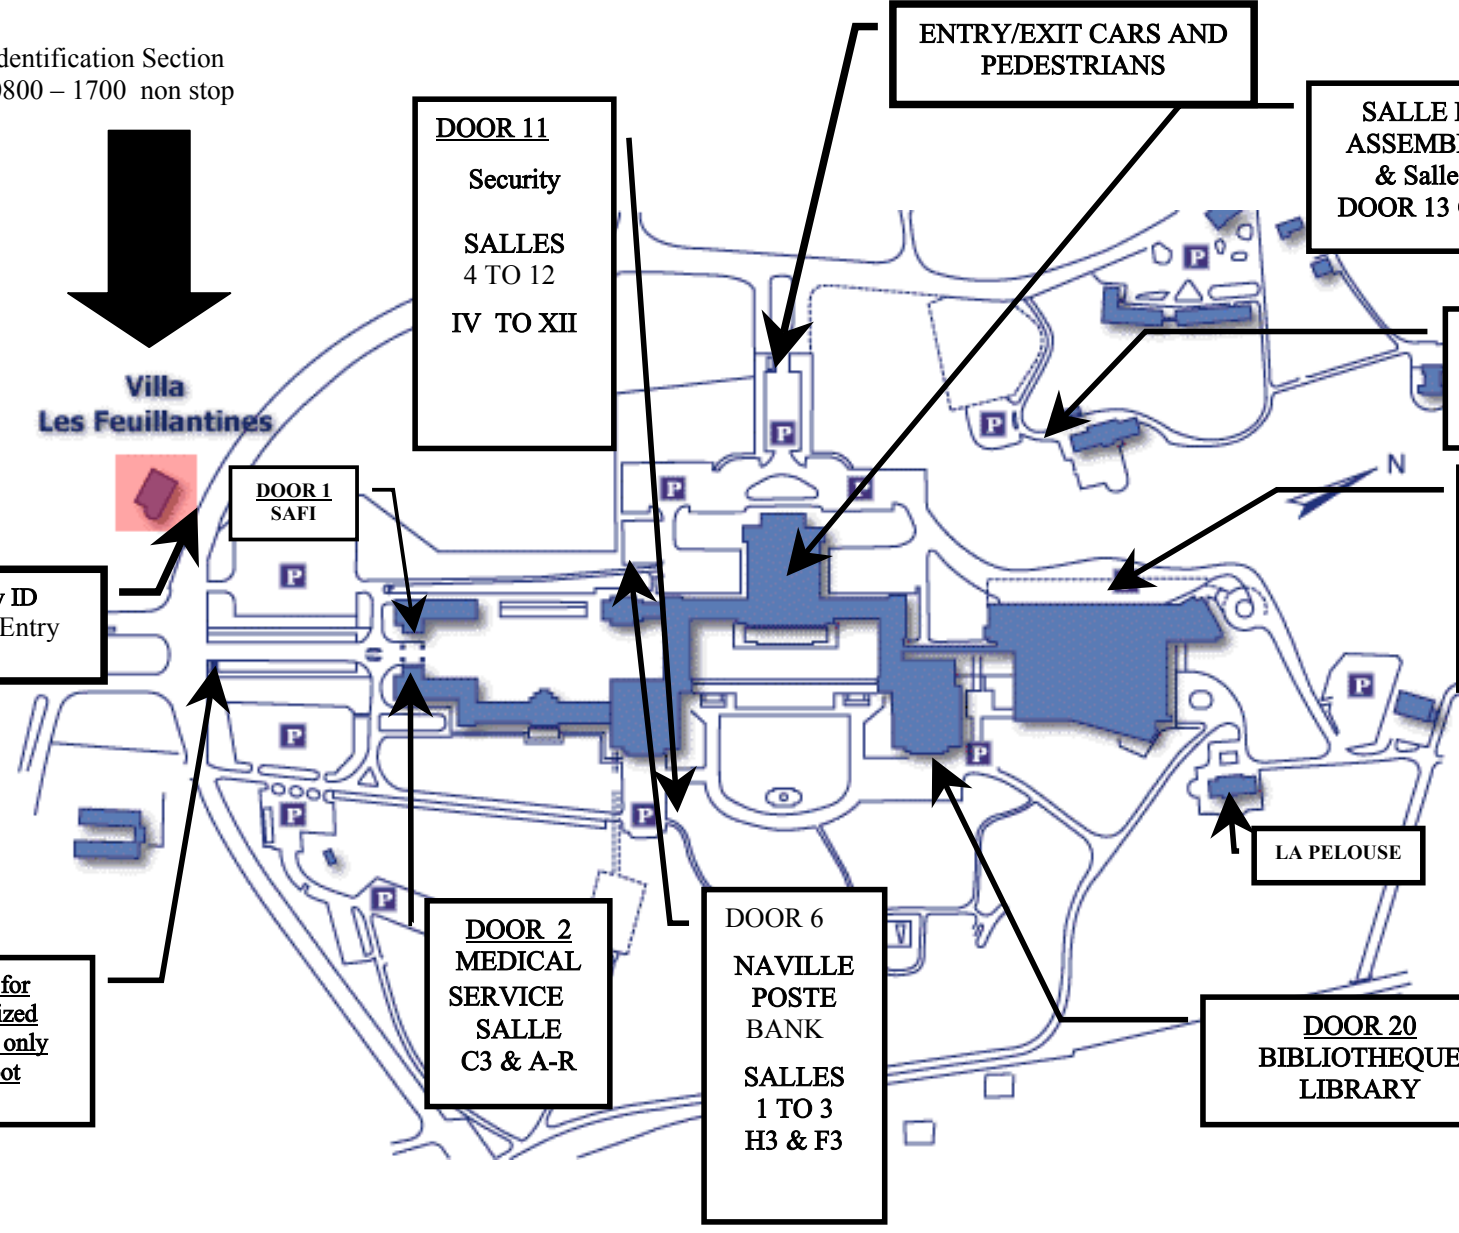 dentification Section
0800 – 1700 non stop
ENTRY/EXIT CARS AND
PEDESTRIANS
DOOR 11
Security
SALLES
4 TO 12
IV TO XII
SALLE
ASSEMB
& Salle
DOOR 13
P
Villa
Les Feuillantines
P
P
P
P
N
DOOR 1
SAFI
P
ID
Entry
P
P
P
P
P
P
P
LA PELOUSE
DOOR 2
MEDICAL
SERVICE
SALLE
C3 & A-R
DOOR 6
NAVILLE
POSTE
BANK
SALLES
1 TO 3
H3 & F3
for
ized
only
ot
DOOR 20
BIBLIOTHEQUE
LIBRARY